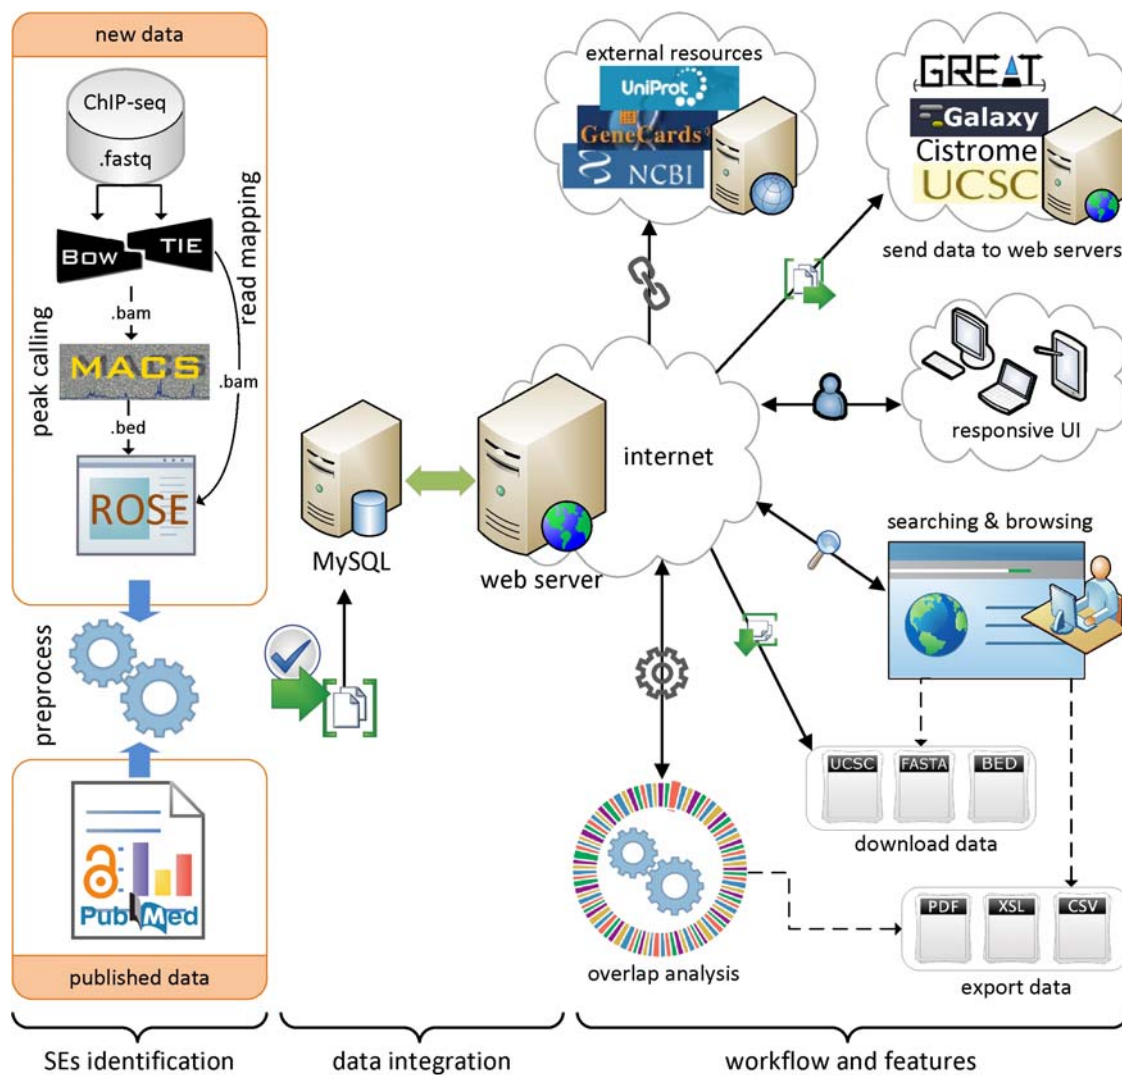 new data
ChIP-seq
.fastq
BOW
TIE
read mapping
.bam
peak calling
MACS
.bam
.bed
ROSE
preprocess
PubMed
published data
SEs identification
MySQL
data integration
web server
internet
external resources
UniProt
GeneCards
NCBI
GREAT
Galaxy
Cistrome
UCSC
send data to web servers
responsive UI
searching & browsing
UCSC
FASTA
BED
download data
overlap analysis
PDF
XSL
CSV
export data
workflow and features